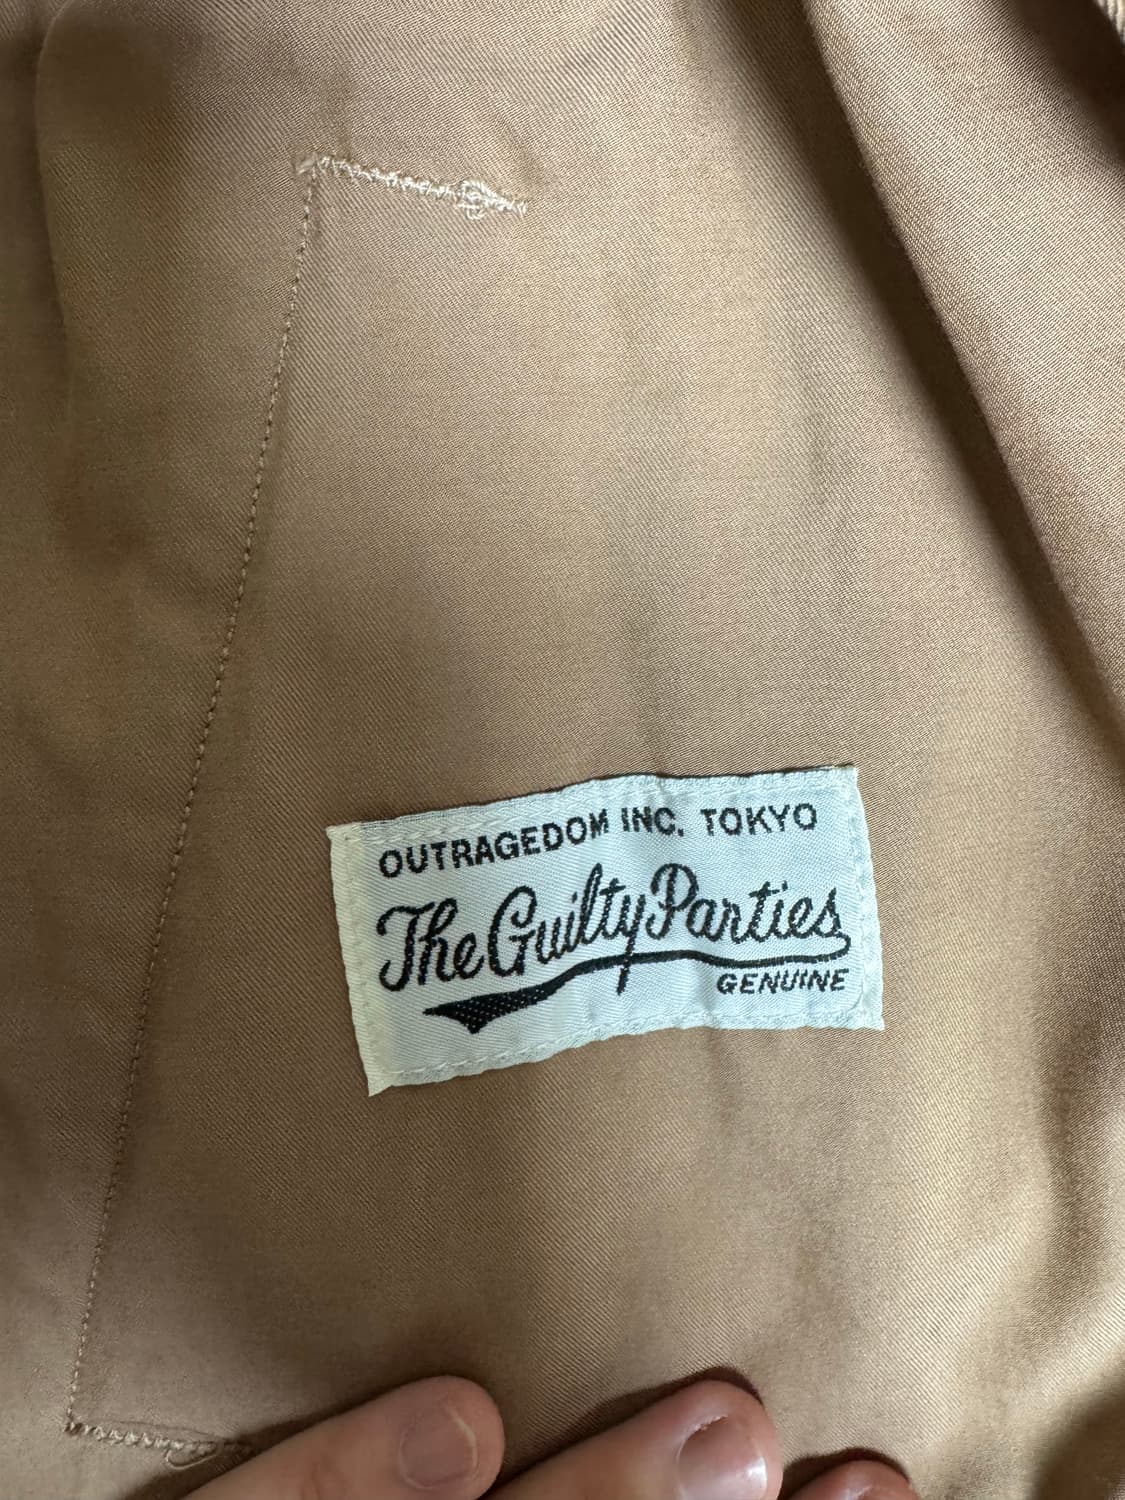 OUTRAGEDOM INC. TOKYO
The Guilty Parties
GENUINE